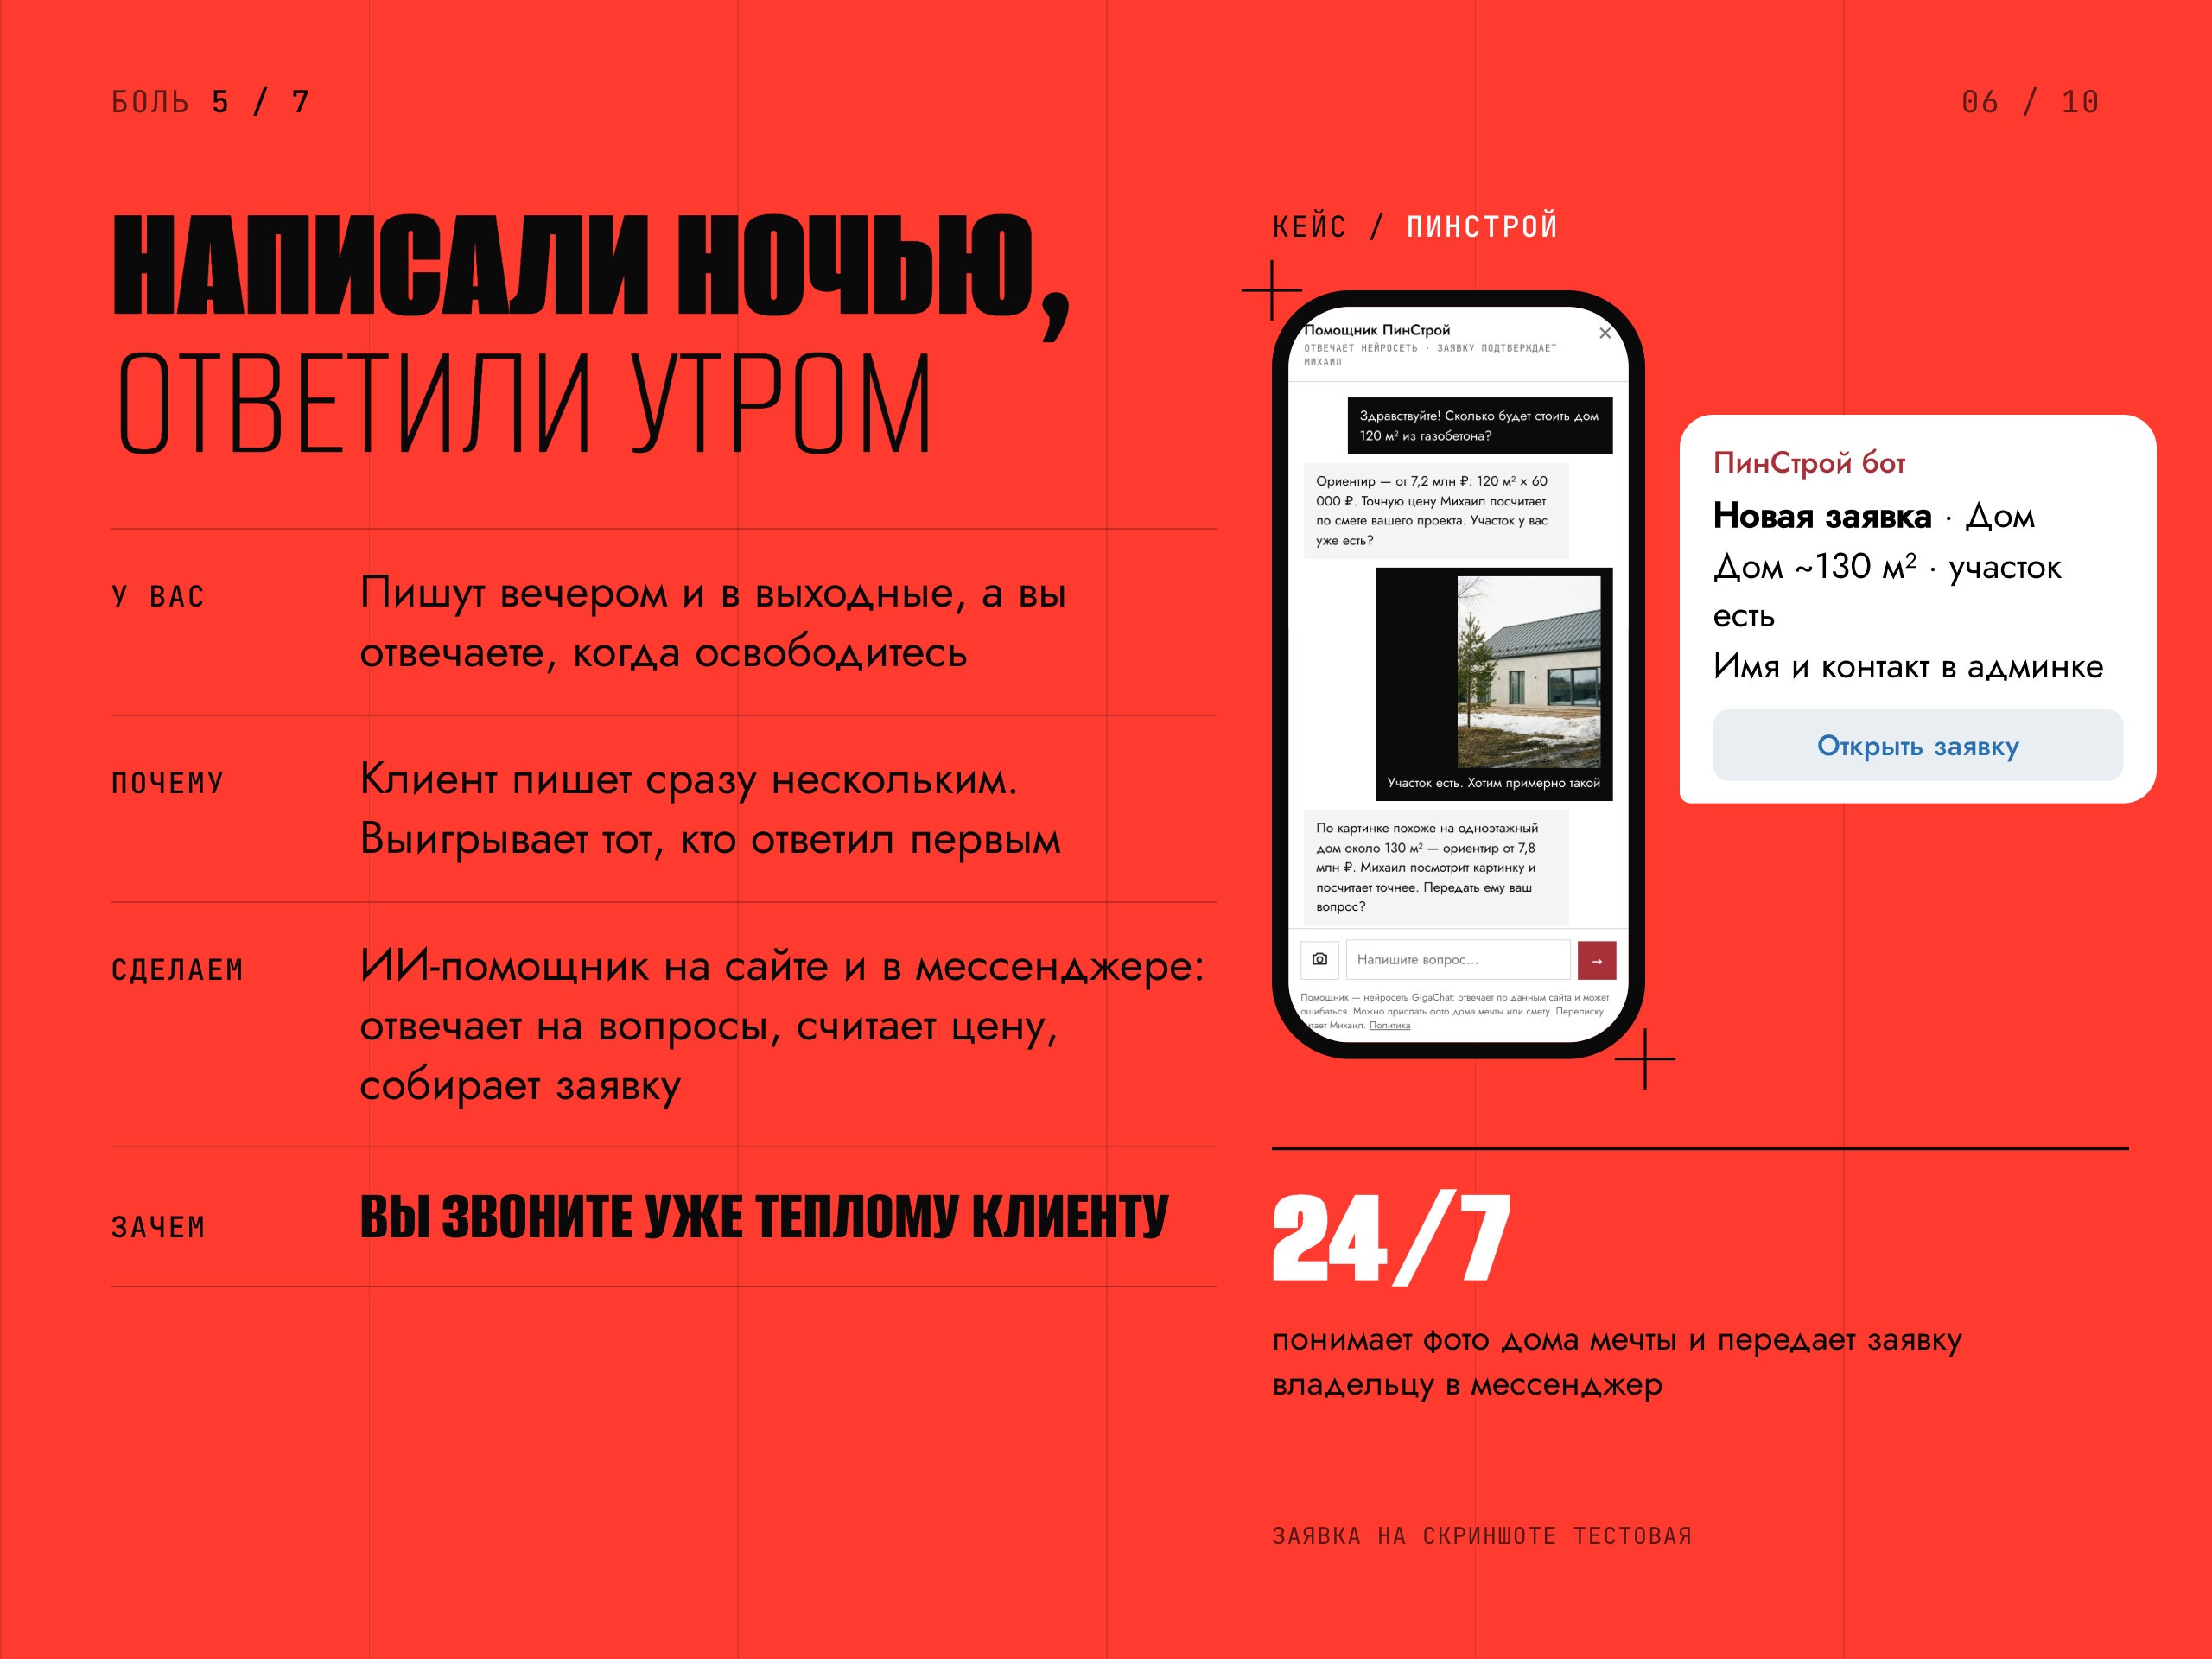 БОЛЬ 5 / 7
06 / 10
НАПИСАЛИ НОЧЬЮ,
ОТВЕТИЛИ УТРОМ
У ВАС
Пишут вечером и в выходные, а вы
отвечаете, когда освободитесь
ПОЧЕМУ
Клиент пишет сразу нескольким.
Выигрывает тот, кто ответил первым
СДЕЛАЕМ
ИИ-помощник на сайте и в мессенджере:
отвечает на вопросы, считает цену,
собирает заявку
ЗАЧЕМ
ВЫ ЗВОНИТЕ УЖЕ ТЕПЛОМУ КЛИЕНТУ
КЕЙС / ПИНСТРОЙ
Помощник ПинСтрой
ОТВЕЧАЕТ НЕЙРОСЕТЬ · ЗАЯВКУ ПОДТВЕРЖДАЕТ
МИХАИЛ
Здравствуйте! Сколько будет стоить дом
120 м² из газобетона?
Ориентир — от 7,2 млн ₽: 120 м² × 60
000 ₽. Точную цену Михаил посчитает
по смете вашего проекта. Участок у вас
уже есть?
Участок есть. Хотим примерно такой
По картинке похоже на одноэтажный
дом около 130 м² — ориентир от 7,8
млн ₽. Михаил посмотрит картинку и
посчитает точнее. Передать ему ваш
вопрос?
Напишите вопрос...
→
Помощник — нейросеть GigaChat: отвечает по данным сайта и может
ошибаться. Можно прислать фото дома мечты или смету. Переписку
читает Михаил. Политика
ПинСтрой бот
Новая заявка · Дом
Дом ~130 м² · участок
есть
Имя и контакт в админке
Открыть заявку
24/7
понимает фото дома мечты и передает заявку
владельцу в мессенджер
ЗАЯВКА НА СКРИНШОТЕ ТЕСТОВАЯ